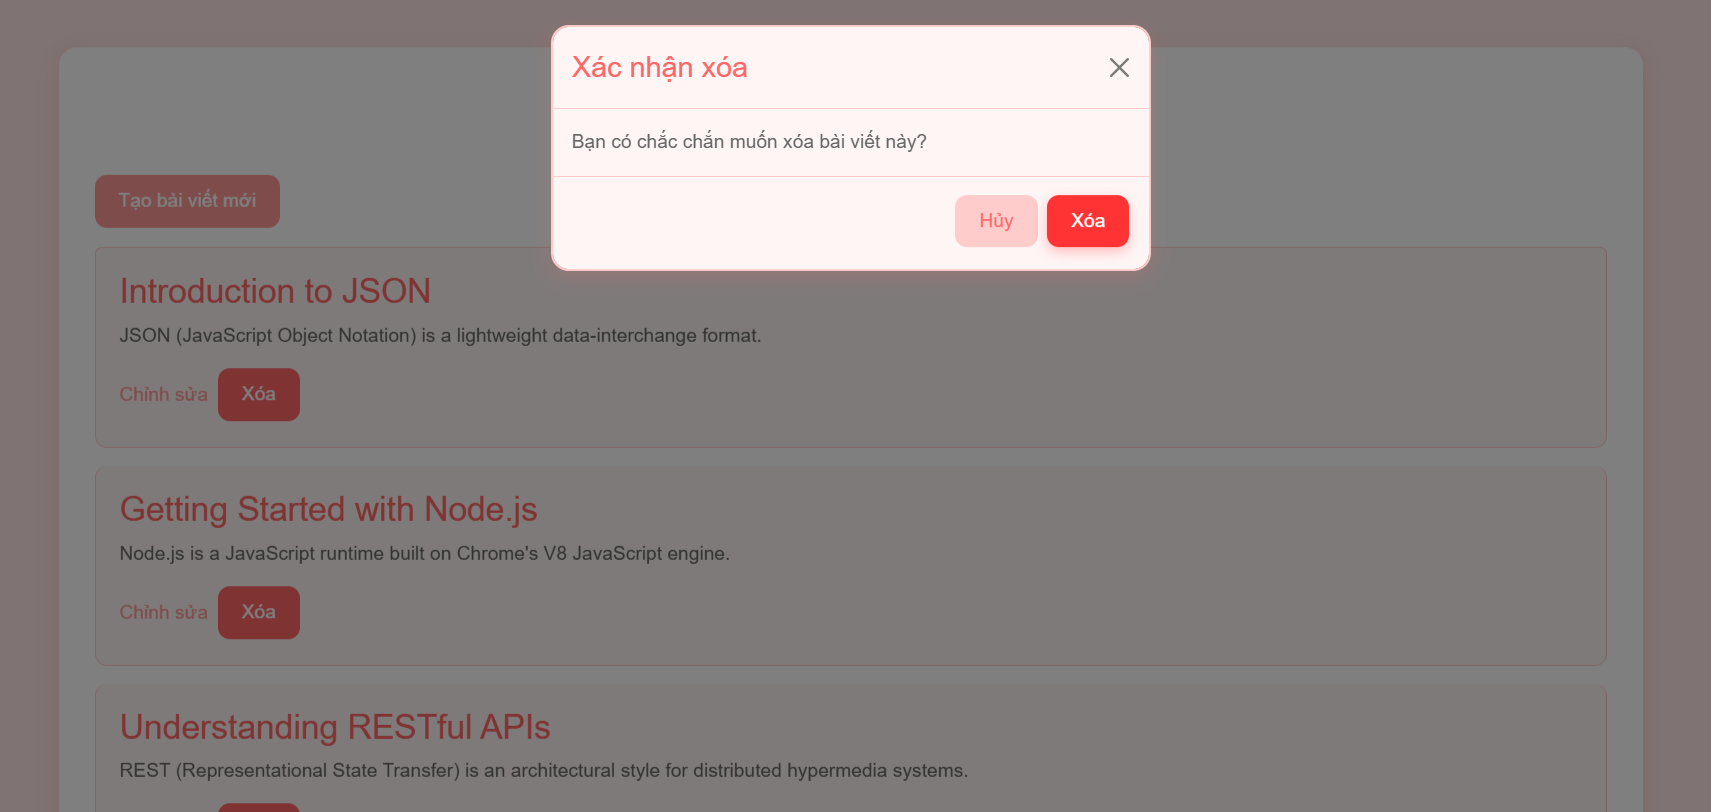 Xác nhận xóa
Bạn có chắc chắn muốn xóa bài viết này?
Hủy
Xóa
Tạo bài viết mới
Introduction to JSON
JSON (JavaScript Object Notation) is a lightweight data-interchange format.
Chỉnh sửa
Xóa
Getting Started with Node.js
Node.js is a JavaScript runtime built on Chrome's V8 JavaScript engine.
Chỉnh sửa
Xóa
Understanding RESTful APIs
REST (Representational State Transfer) is an architectural style for distributed hypermedia systems.